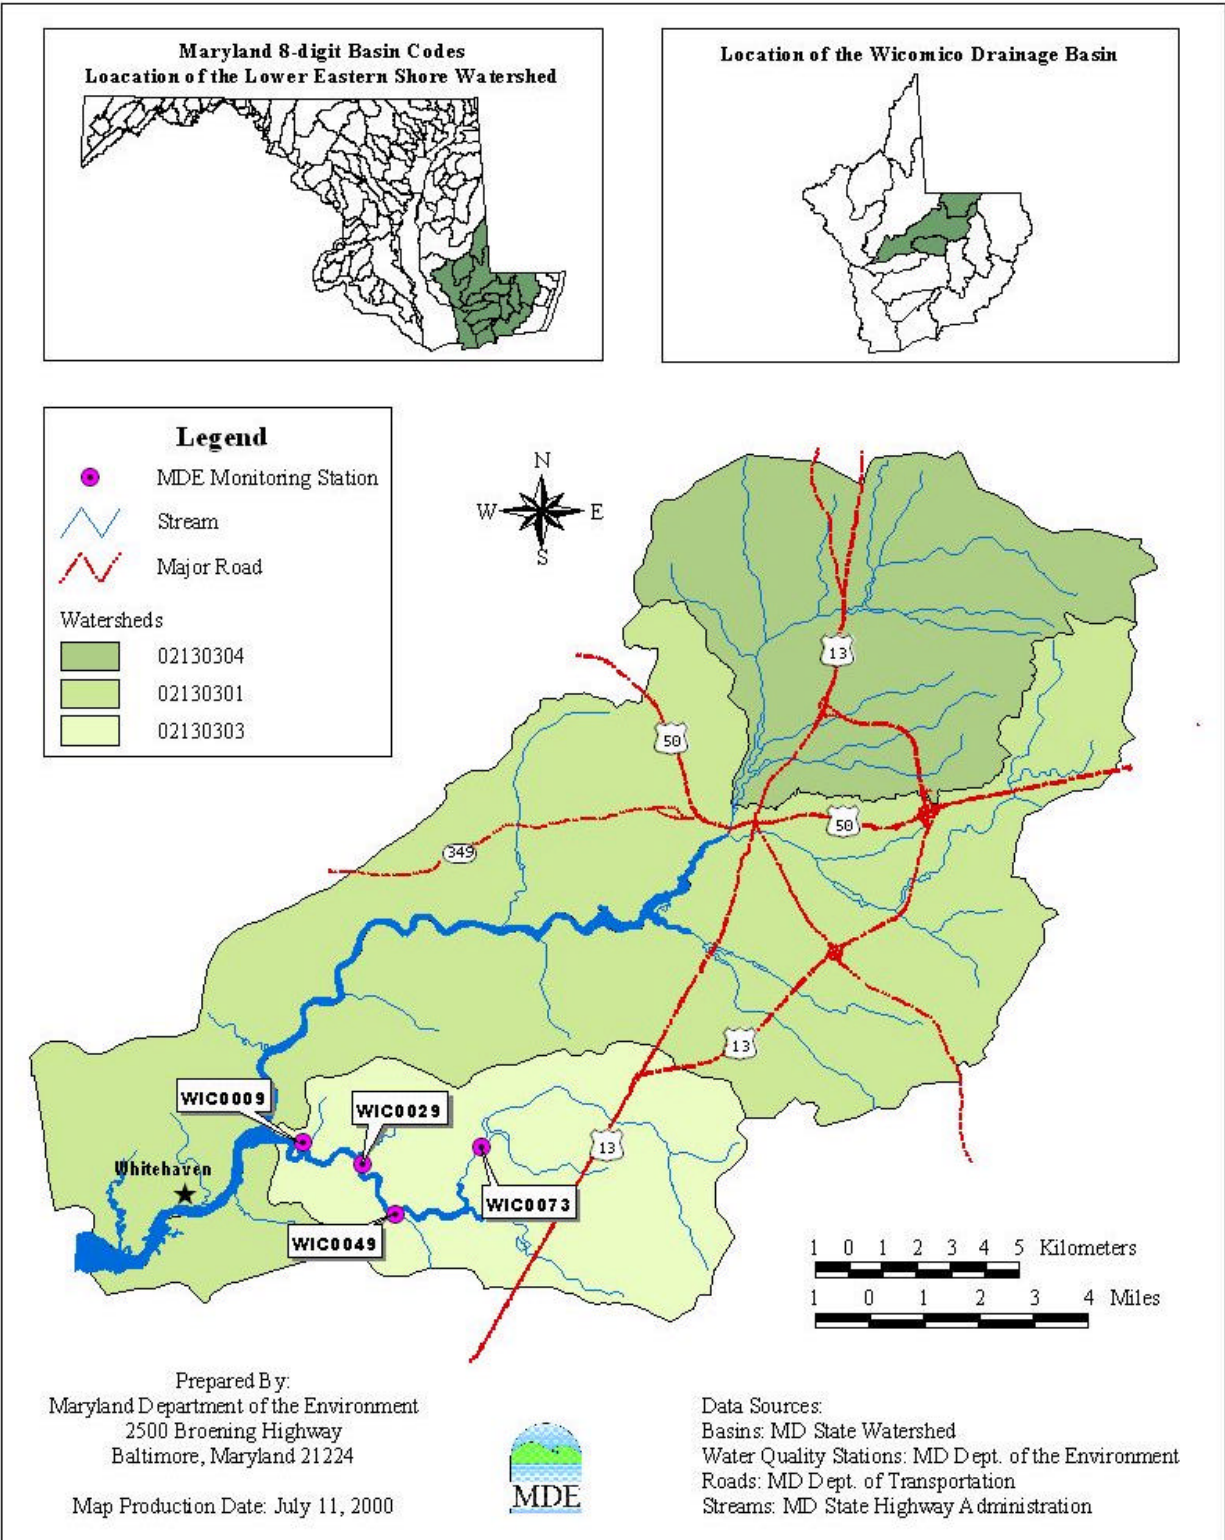 Maryland 8-digit Basin Codes
Loacation of the Lower Eastern Shore Watershed
Location of the Wicomico Drainage Basin
Legend
MDE Monitoring Station
Stream
Major Road
Watersheds
02130304
02130301
02130303
N
W E
S
13
50
50
349
13
13
WIC0009
WIC0029
WIC0073
WIC0049
Whitehaven
1 0 1 2 3 4 5 Kilometers
1 0 1 2 3 4 Miles
Prepared By:
Maryland Department of the Environment
2500 Broening Highway
Baltimore, Maryland 21224
Map Production Date: July 11, 2000
MDE
Data Sources:
Basins: MD State Watershed
Water Quality Stations: MD Dept. of the Environment
Roads: MD Dept. of Transportation
Streams: MD State Highway Administration